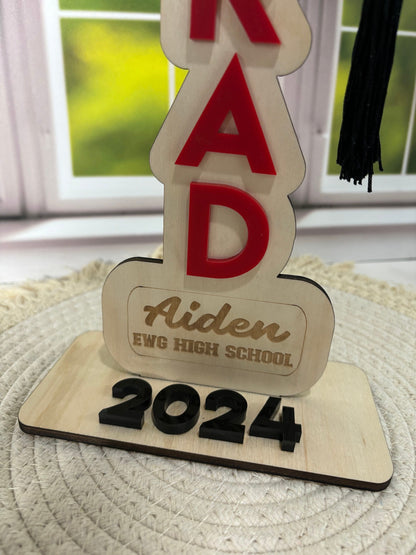 R
A
D
Aiden
EWG HIGH SCHOOL
2024